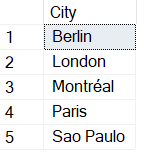 City
1 Berlin
2 London
3 Montréal
4 Paris
5 Sao Paulo